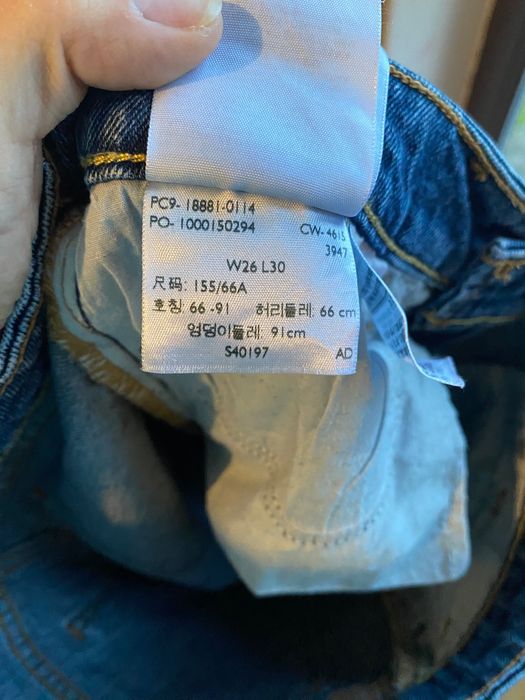 PC9- 18881-0114
PO- 1000150294 CW- 4615
3947
W26 L30
尺码: 155/66A
호칭: 66 -91 허리둘레: 66 cm
엉덩이둘레: 91cm
S40197 AD